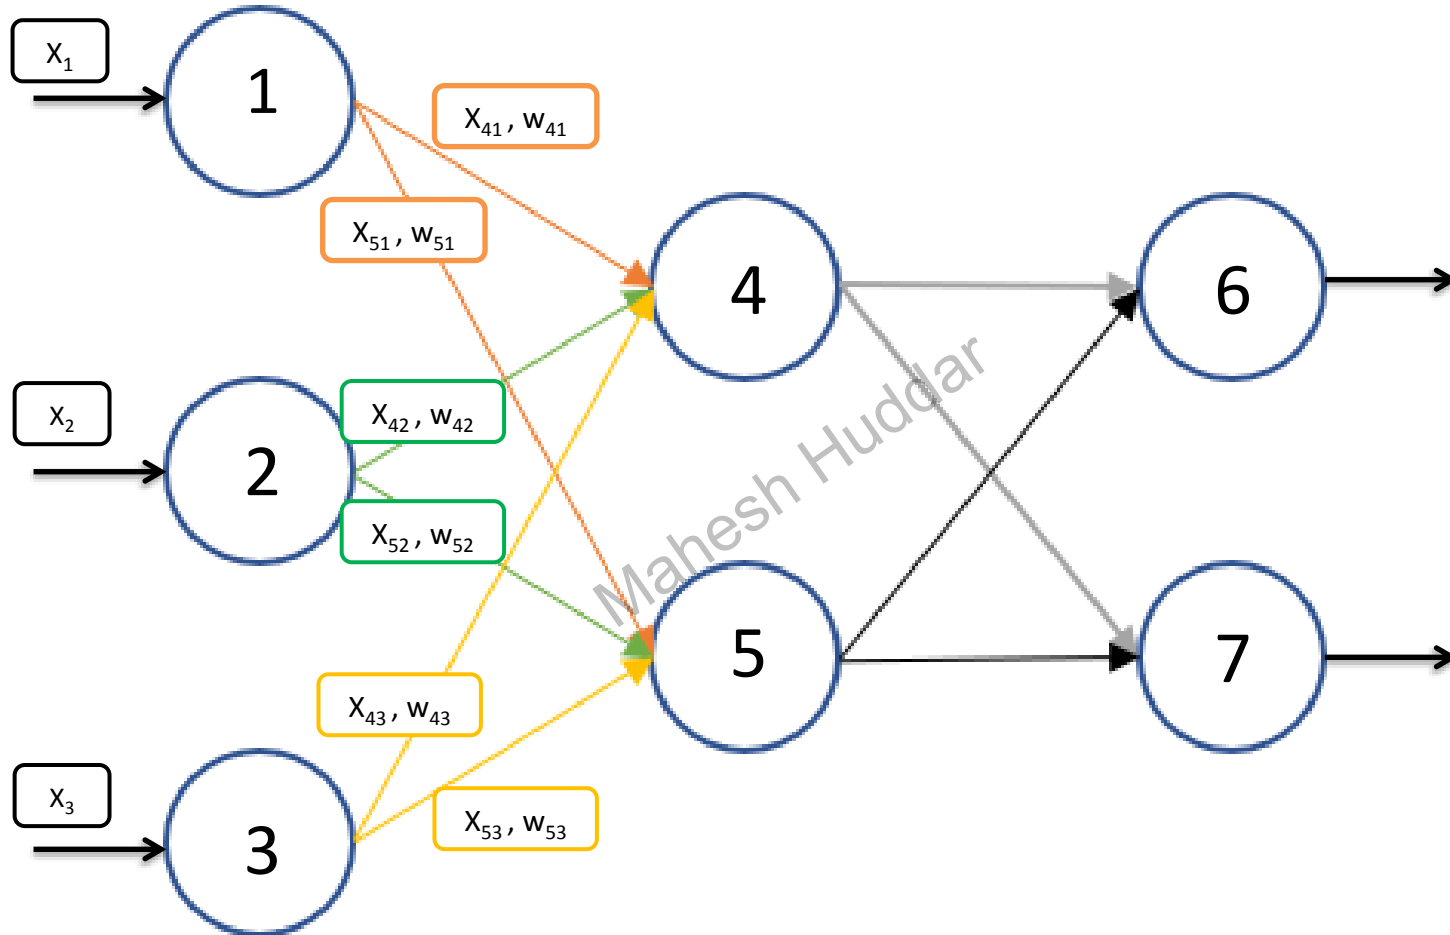 X₁
1
X₄₁ , w₄₁
X₅₁ , w₅₁
4
6
X₂
2
X₄₂ , w₄₂
X₅₂ , w₅₂
Mahesh Huddar
5
7
X₄₃ , w₄₃
X₃
3
X₅₃ , w₅₃